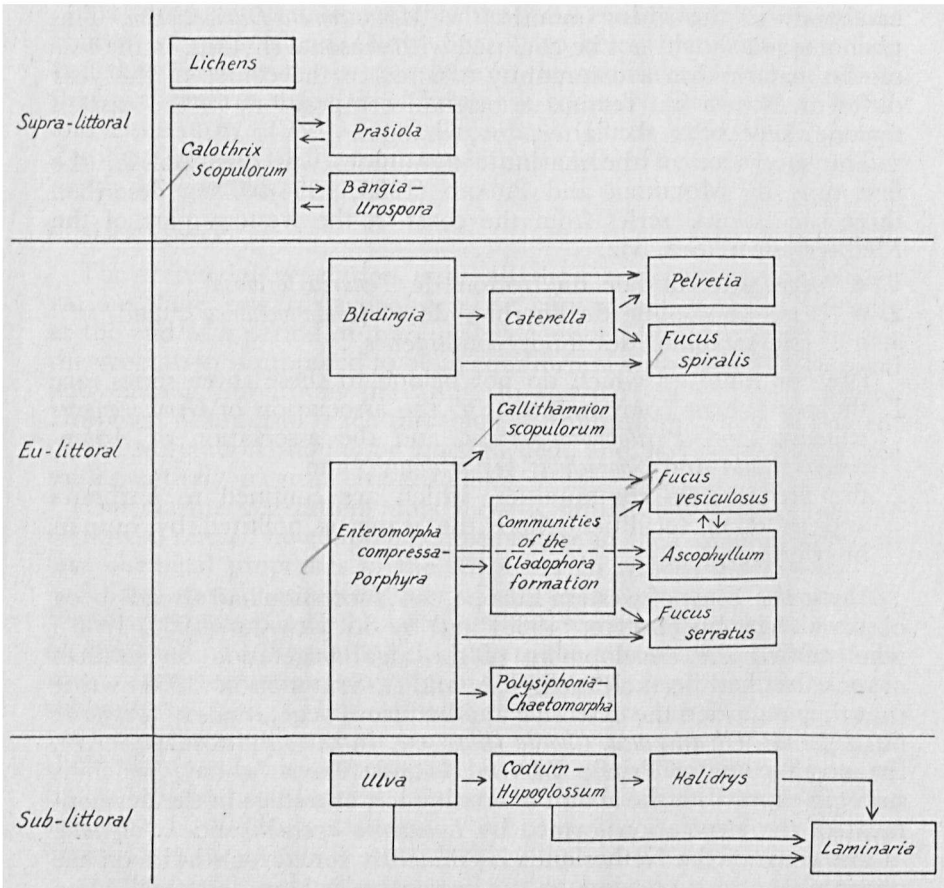 Lichens
Supra-littoral
Calothrix
scopulorum
Prasiola
Bangia-
Urospora
Eu-littoral
Blidingia
Catenella
Pelvetia
Fucus
spiralis
Callithamnion
scopulorum
Enteromorpha
compressa-
Porphyra
Communities
of the
Cladophora
formation
Fucus
vesiculosus
Ascophyllum
Fucus
serratus
Polysiphonia-
Chaetomorpha
Sub-littoral
Ulva
Codium-
Hypoglossum
Halidrys
Laminaria